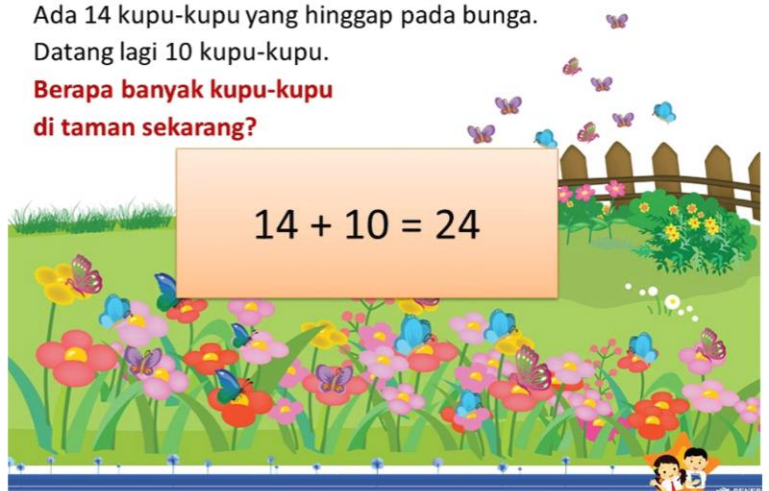 Ada 14 kupu-kupu yang hinggap pada bunga.
Datang lagi 10 kupu-kupu.
Berapa banyak kupu-kupu
di taman sekarang?
14 + 10 = 24